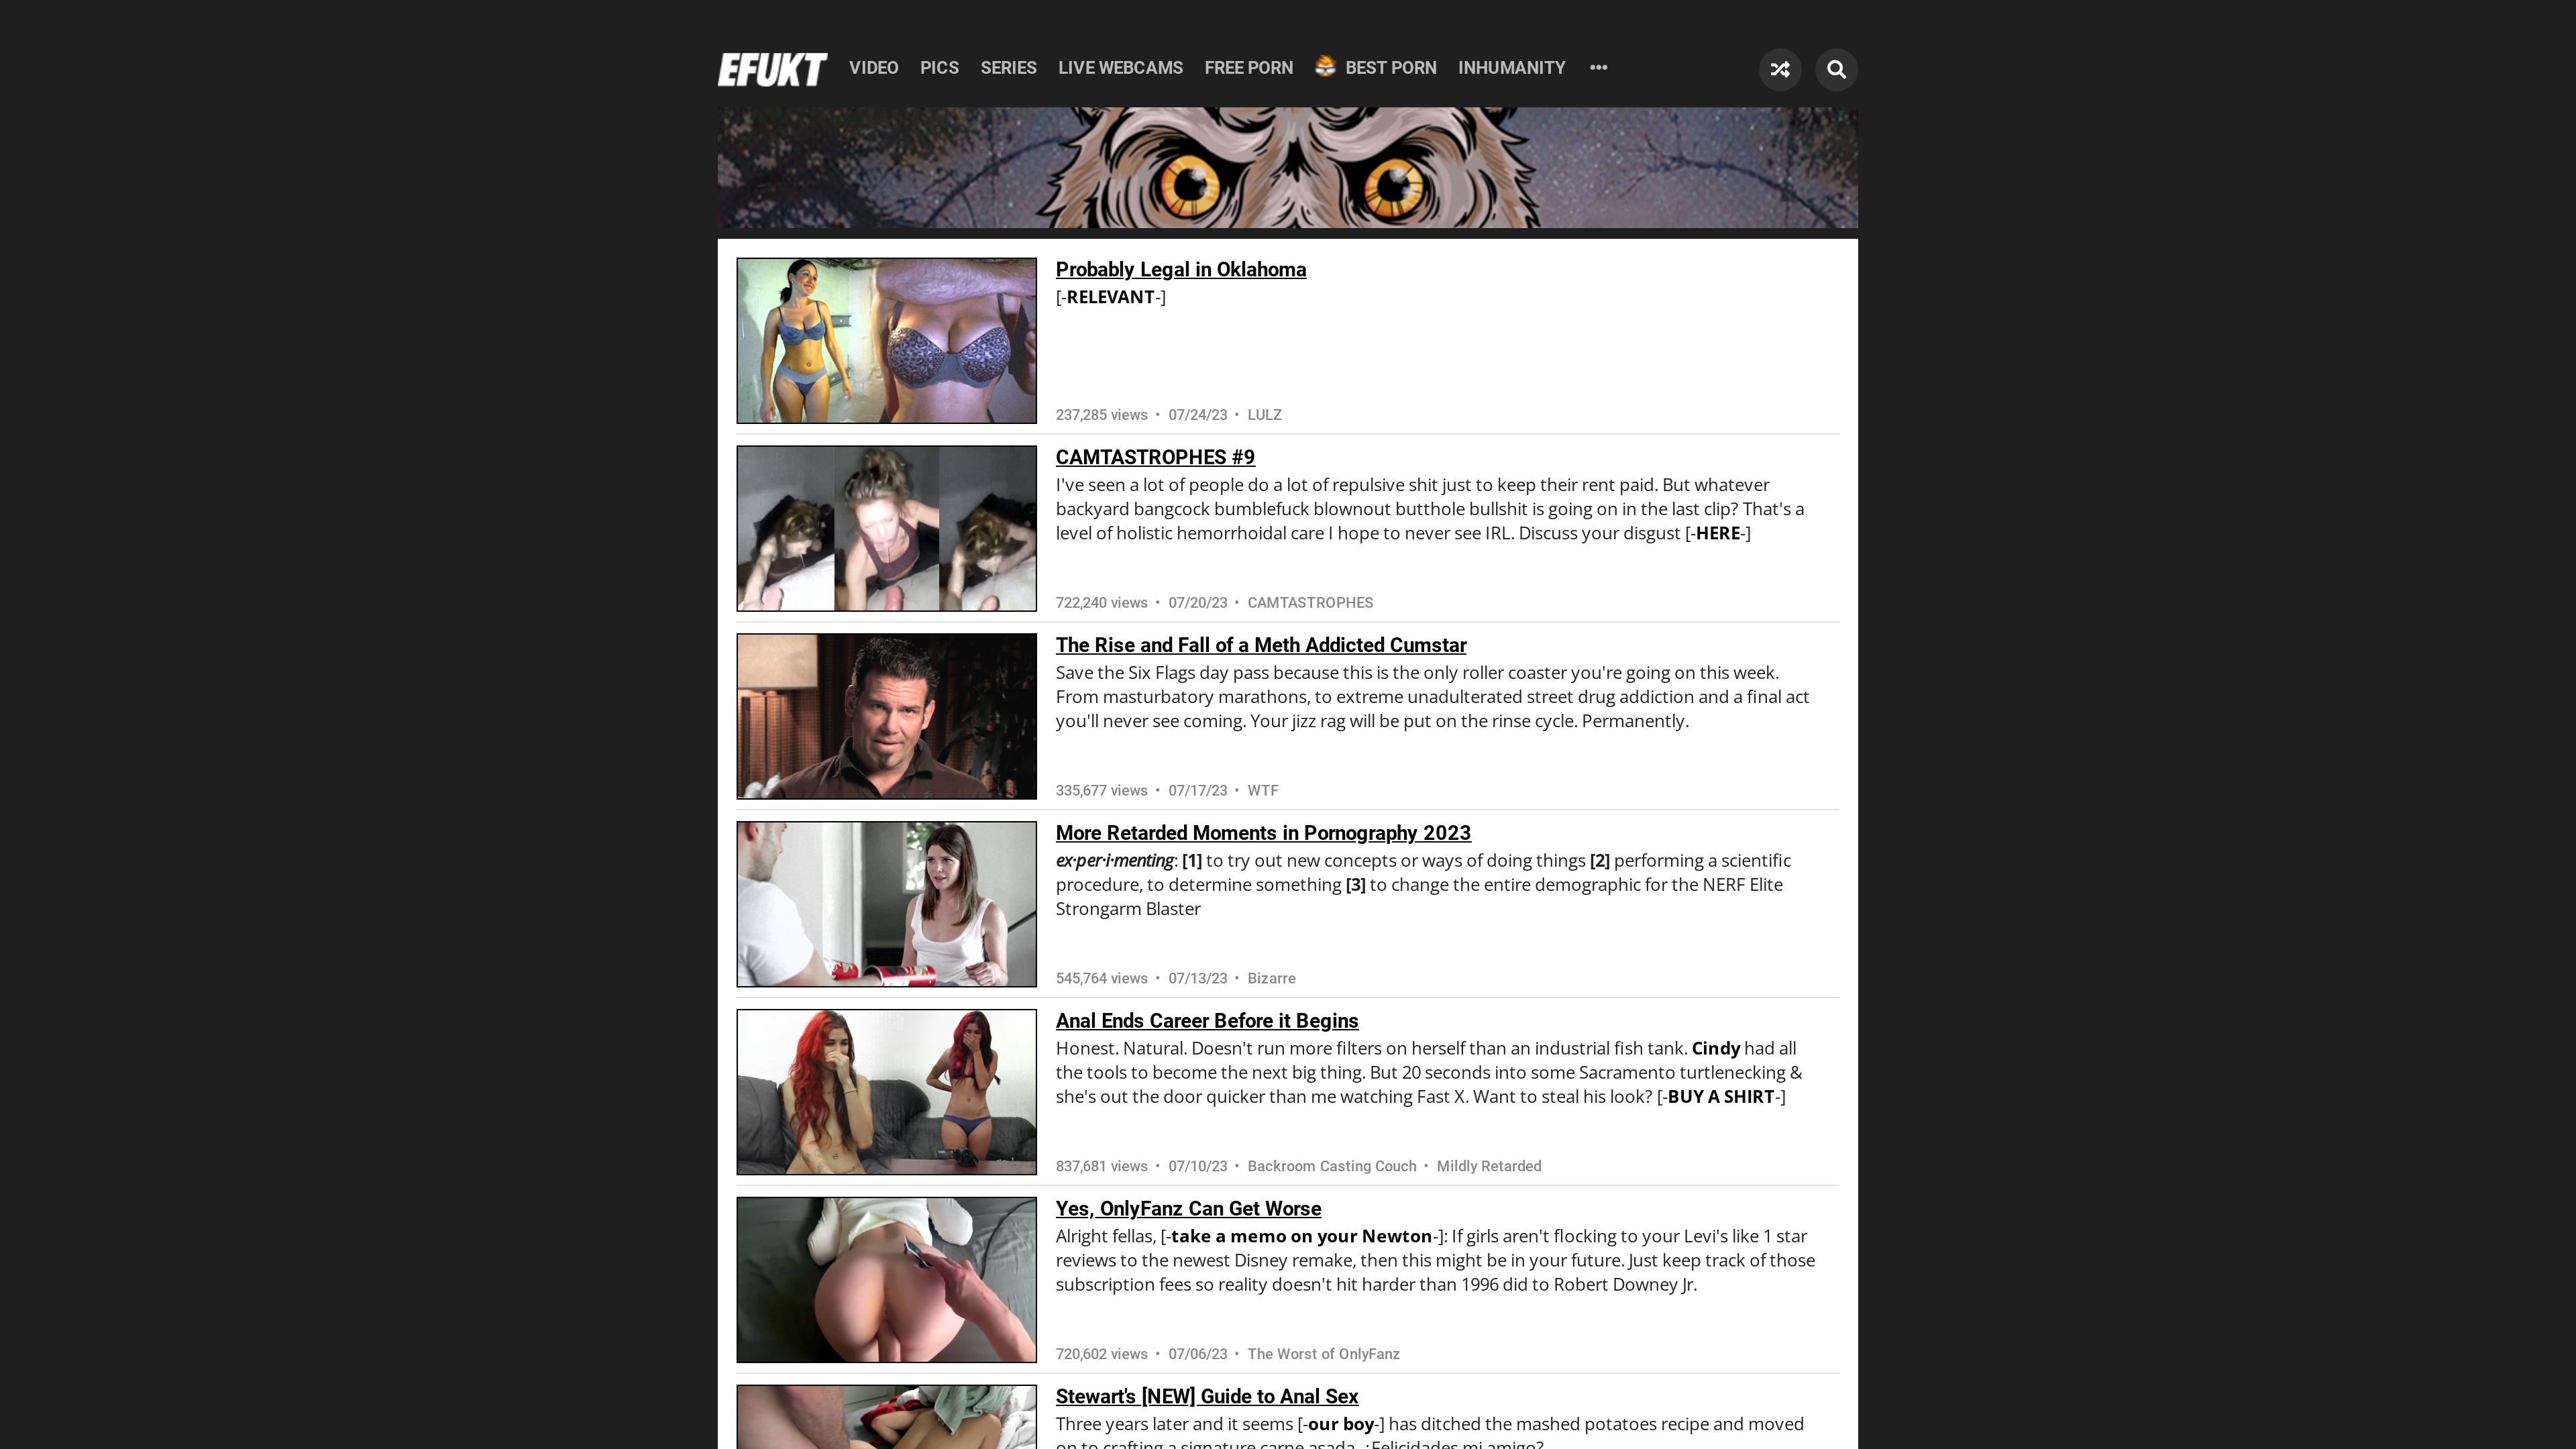 EFUKT VIDEO PICS SERIES LIVE WEBCAMS FREE PORN BEST PORN INHUMANITY •••
Probably Legal in Oklahoma
[-RELEVANT-]
237,285 views • 07/24/23 • LULZ
CAMTASTROPHES #9
I've seen a lot of people do a lot of repulsive shit just to keep their rent paid. But whatever
backyard bangcock bumblefuck blownout butthole bullshit is going on in the last clip? That's a
level of holistic hemorrhoidal care I hope to never see IRL. Discuss your disgust [-HERE-]
722,240 views • 07/20/23 • CAMTASTROPHES
The Rise and Fall of a Meth Addicted Cumstar
Save the Six Flags day pass because this is the only roller coaster you're going on this week.
From masturbatory marathons, to extreme unadulterated street drug addiction and a final act
you'll never see coming. Your jizz rag will be put on the rinse cycle. Permanently.
335,677 views • 07/17/23 • WTF
More Retarded Moments in Pornography 2023
ex·per·i·menting: [1] to try out new concepts or ways of doing things [2] performing a scientific
procedure, to determine something [3] to change the entire demographic for the NERF Elite
Strongarm Blaster
545,764 views • 07/13/23 • Bizarre
Anal Ends Career Before it Begins
Honest. Natural. Doesn't run more filters on herself than an industrial fish tank. Cindy had all
the tools to become the next big thing. But 20 seconds into some Sacramento turtlenecking &
she's out the door quicker than me watching Fast X. Want to steal his look? [-BUY A SHIRT-]
837,681 views • 07/10/23 • Backroom Casting Couch • Mildly Retarded
Yes, OnlyFanz Can Get Worse
Alright fellas, [-take a memo on your Newton-]: If girls aren't flocking to your Levi's like 1 star
reviews to the newest Disney remake, then this might be in your future. Just keep track of those
subscription fees so reality doesn't hit harder than 1996 did to Robert Downey Jr.
720,602 views • 07/06/23 • The Worst of OnlyFanz
Stewart's [NEW] Guide to Anal Sex
Three years later and it seems [-our boy-] has ditched the mashed potatoes recipe and moved
on to crafting a signature carne asada. ¿Felicidades mi amigo?